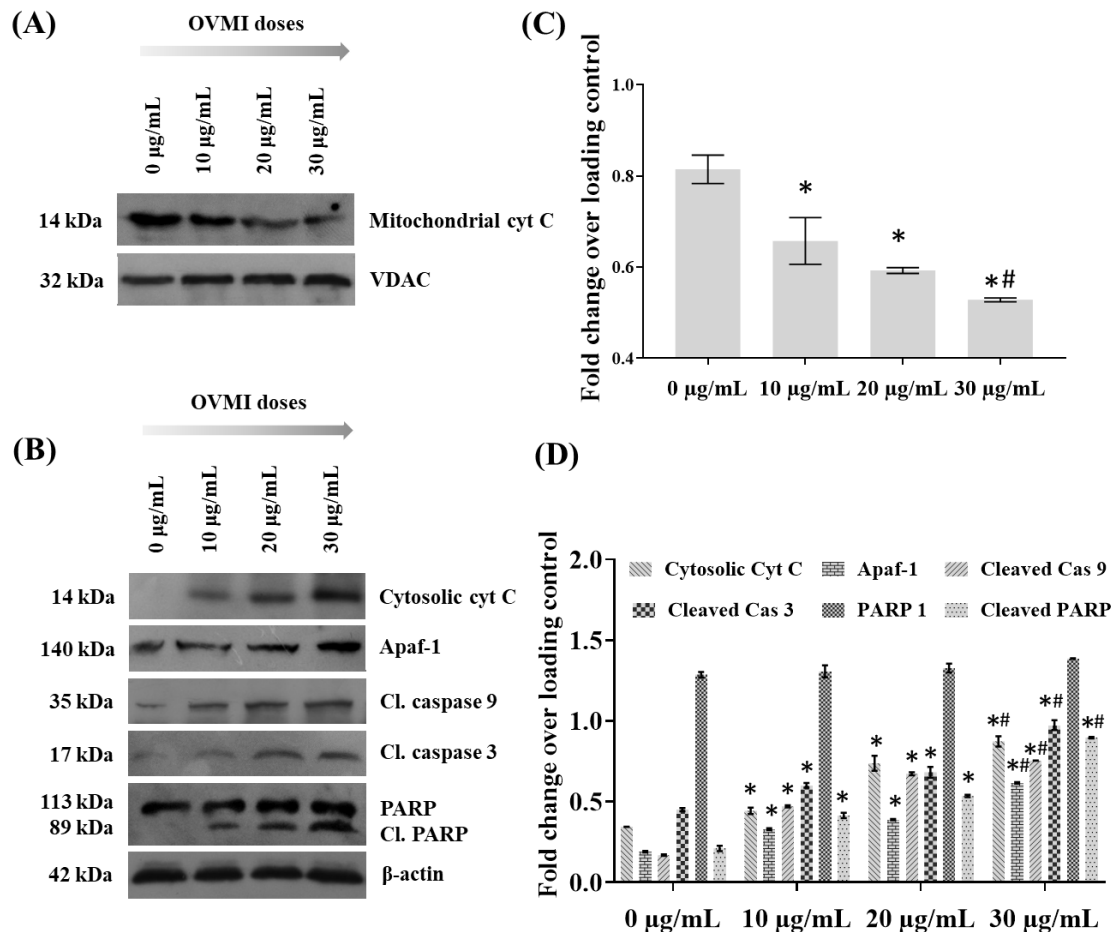 (A)
OVMI doses
0 µg/mL
10 µg/mL
20 µg/mL
30 µg/mL
14 kDa
Mitochondrial cyt C
32 kDa
VDAC
(B)
OVMI doses
0 µg/mL
10 µg/mL
20 µg/mL
30 µg/mL
14 kDa
Cytosolic cyt C
140 kDa
Apaf-1
35 kDa
Cl. caspase 9
17 kDa
Cl. caspase 3
113 kDa
PARP
89 kDa
Cl. PARP
42 kDa
β-actin
(C)
Fold change over loading control
1.0
0.8
0.6
0.4
*
*
*#
0 µg/mL 10 µg/mL 20 µg/mL 30 µg/mL
(D)
Fold change over loading control
Cytosolic Cyt C Apaf-1 Cleaved Cas 9
Cleaved Cas 3 PARP 1 Cleaved PARP
2.0
1.5
1.0
0.5
0.0
* * * * *
* * * * *
*# *# *# *# *#
0 µg/mL 10 µg/mL 20 µg/mL 30 µg/mL